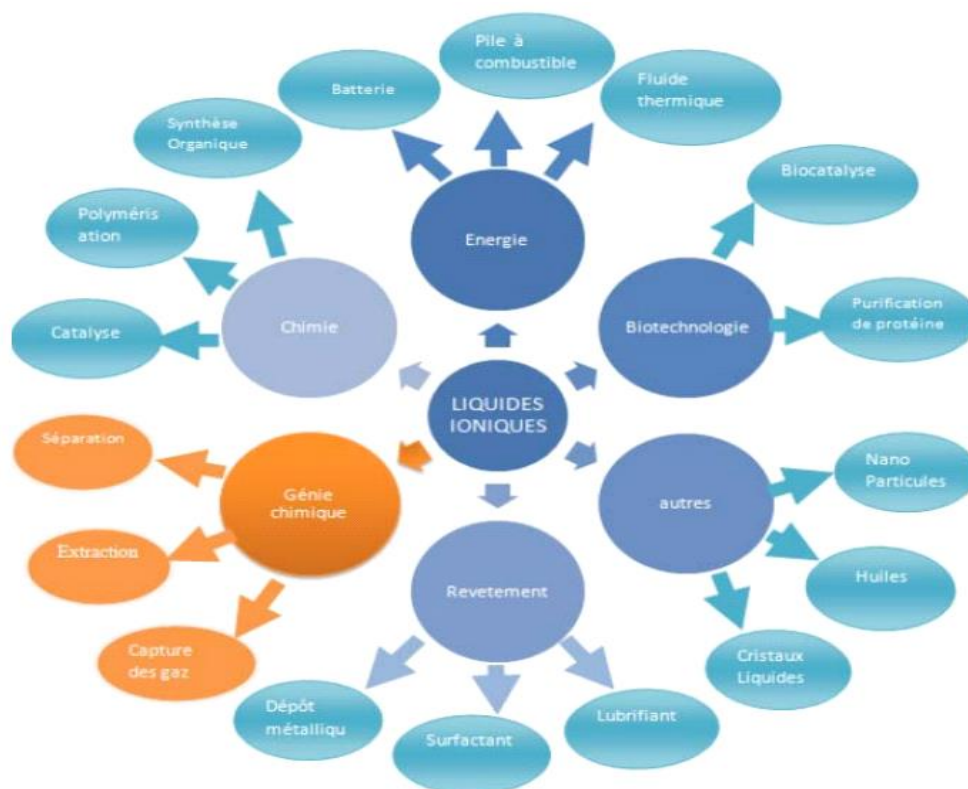 Pile à
combustible
Batterie
Fluide
thermique
Synthèse
Organique
Biocatalyse
Polyméris
ation
Energie
Purification
de protéine
Catalyse
Chimie
Biotechnologie
LIQUIDES
IONIQUES
Séparation
Nano
Particules
Génie
chimique
autres
Extraction
Huiles
Revetement
Capture
des gaz
Cristaux
Liquides
Dépôt
métalliqu
Lubrifiant
Surfactant